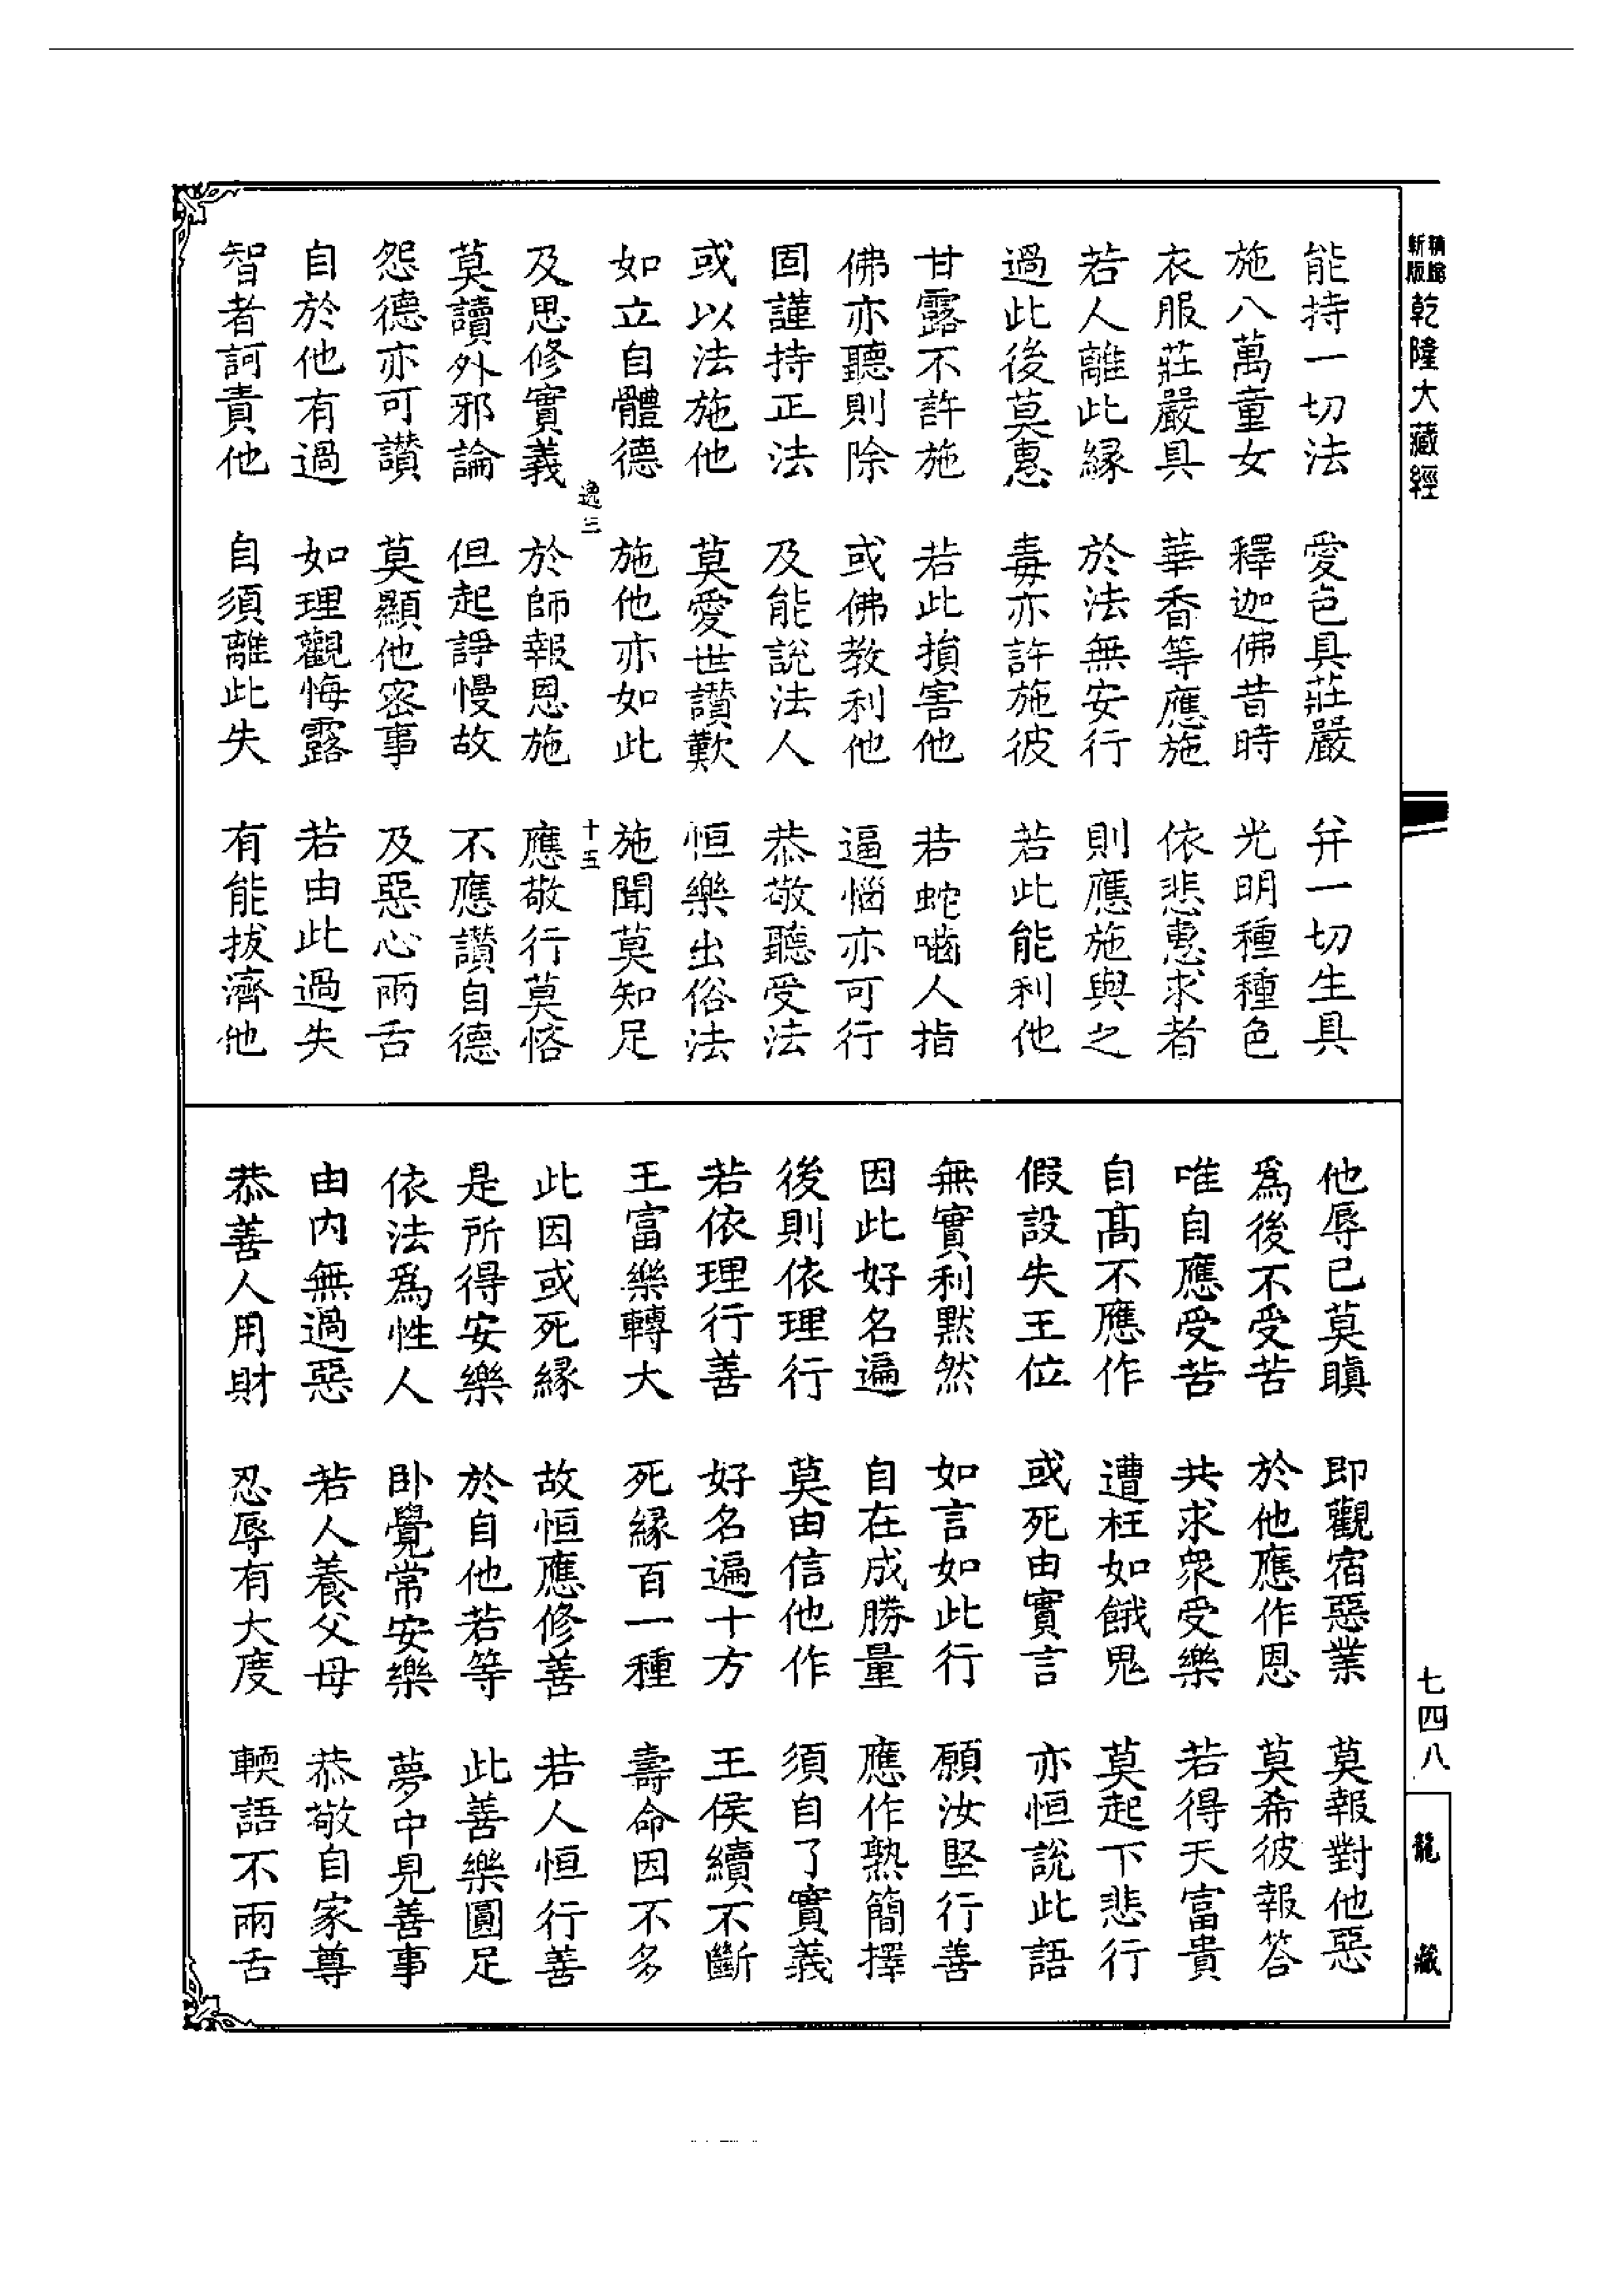 新版精縮乾隆大藏經
能持一切法　愛色具莊嚴　并一切生具
施八萬童女　釋迦佛昔時　光明種種色
衣服莊嚴具　華香等應施　依悲惠求者
若人離此緣　於法無安行　則應施與之
過此後莫惠　毒亦許施彼　若此能利他
甘露不許施　若此損害他　若蛇嚙人指
佛亦聽則除　或佛教利他　逼惱亦可行
固謹持正法　及能說法人　恭敬聽受法
或以法施他　莫愛世讚歎　恒樂出俗法
如立自體德　施他亦如此　施聞莫知足
逸三　十五
及思修實義　於師報恩施　應敬行莫悋
莫讀外邪論　但起諍慢故　不應讚自德
怨德亦可讚　莫顯他密事　及惡心兩舌
自於他有過　如理觀悔露　若由此過失
智者訶責他　自須離此失　有能拔濟他
他辱己莫瞋　即觀宿惡業　莫報對他惡
為後不受苦　於他應作恩　莫希彼報答
唯自應受苦　共求衆受樂　若得天富貴
自髙不應作　遭枉如餓鬼　莫起下悲行
假設失王位　或死由實言　亦恒說此語
無實利默然　如言如此行　願汝堅行善
因此好名遍　自在成勝量　應作熟簡擇
後則依理行　莫由信他作　須自了實義
若依理行善　好名遍十方　王侯續不斷
王富樂轉大　死緣百一種　壽命因不多
此因或死緣　故恒應修善　若人恒行善
是所得安樂　於自他若等　此善樂圓足
依法為性人　卧覺常安樂　夢中見善事
由內無過惡　若人養父母　恭敬自家尊
恭善人用財　忍辱有大度　輭語不兩舌
七四八
龍藏